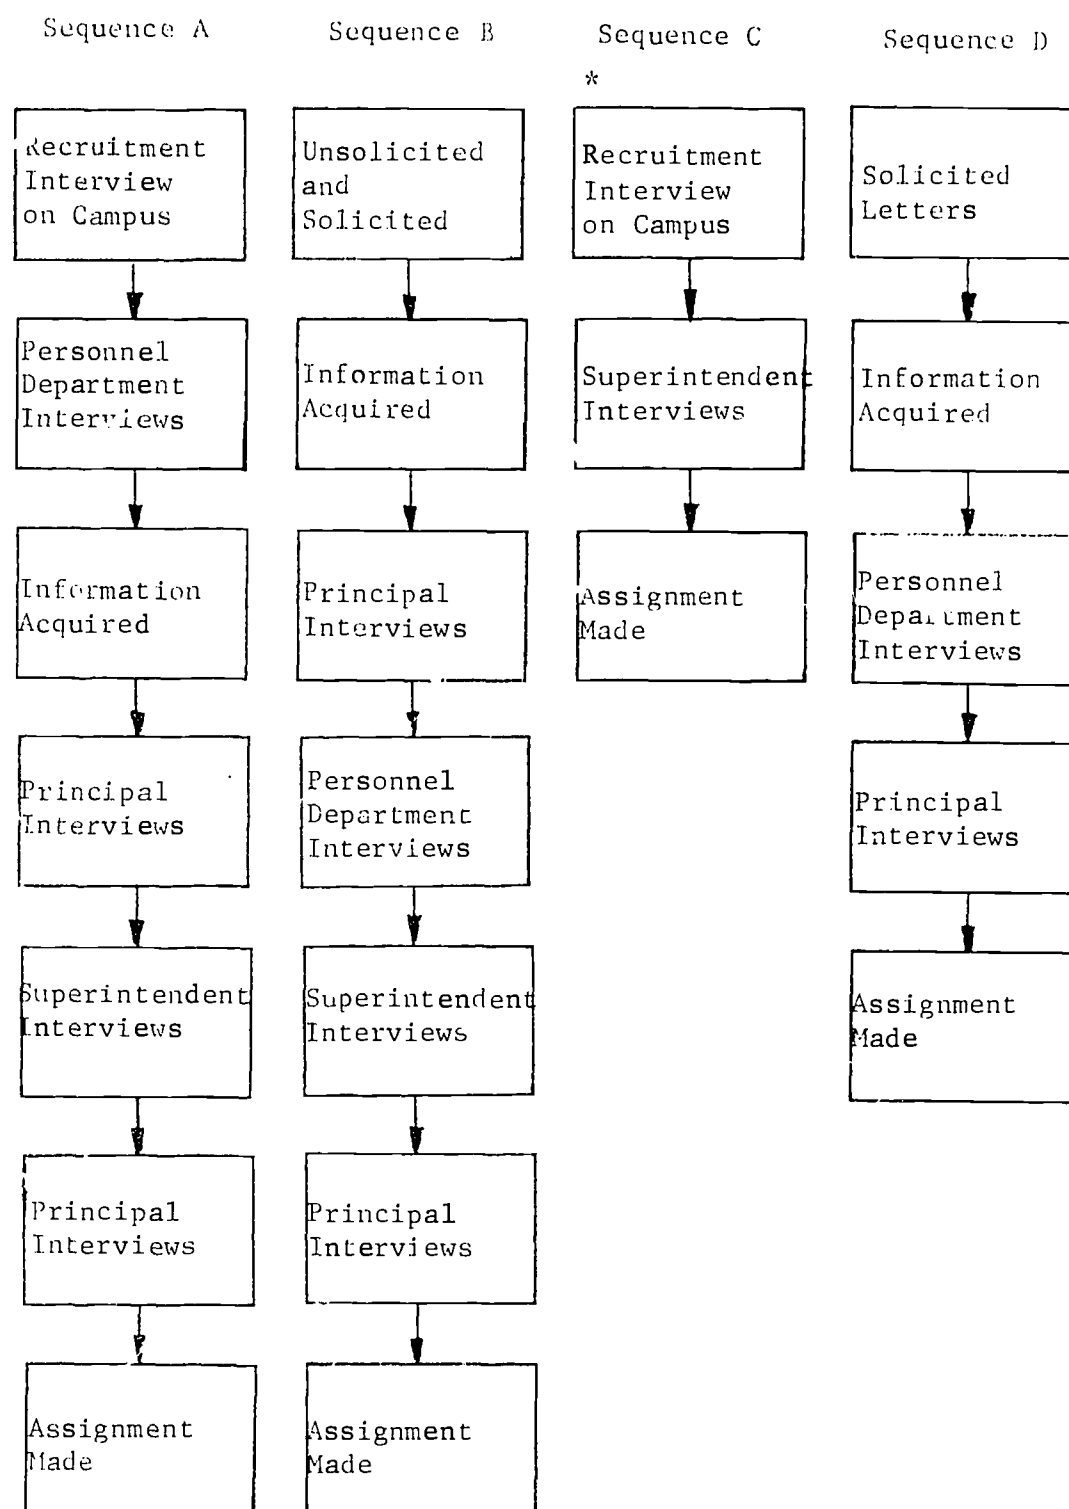 Sequence A
Recruitment
Interview
on Campus
Personnel
Department
Interviews
Information
Acquired
Principal
Interviews
Superintendent
Interviews
Principal
Interviews
Assignment
Made
Sequence B
Unsolicited
and
Solicited
Information
Acquired
Principal
Interviews
Personnel
Department
Interviews
Superintendent
Interviews
Principal
Interviews
Assignment
Made
Sequence C
*
Recruitment
Interview
on Campus
Superintendent
Interviews
Assignment
Made
Sequence D
Solicited
Letters
Information
Acquired
Personnel
Department
Interviews
Principal
Interviews
Assignment
Made